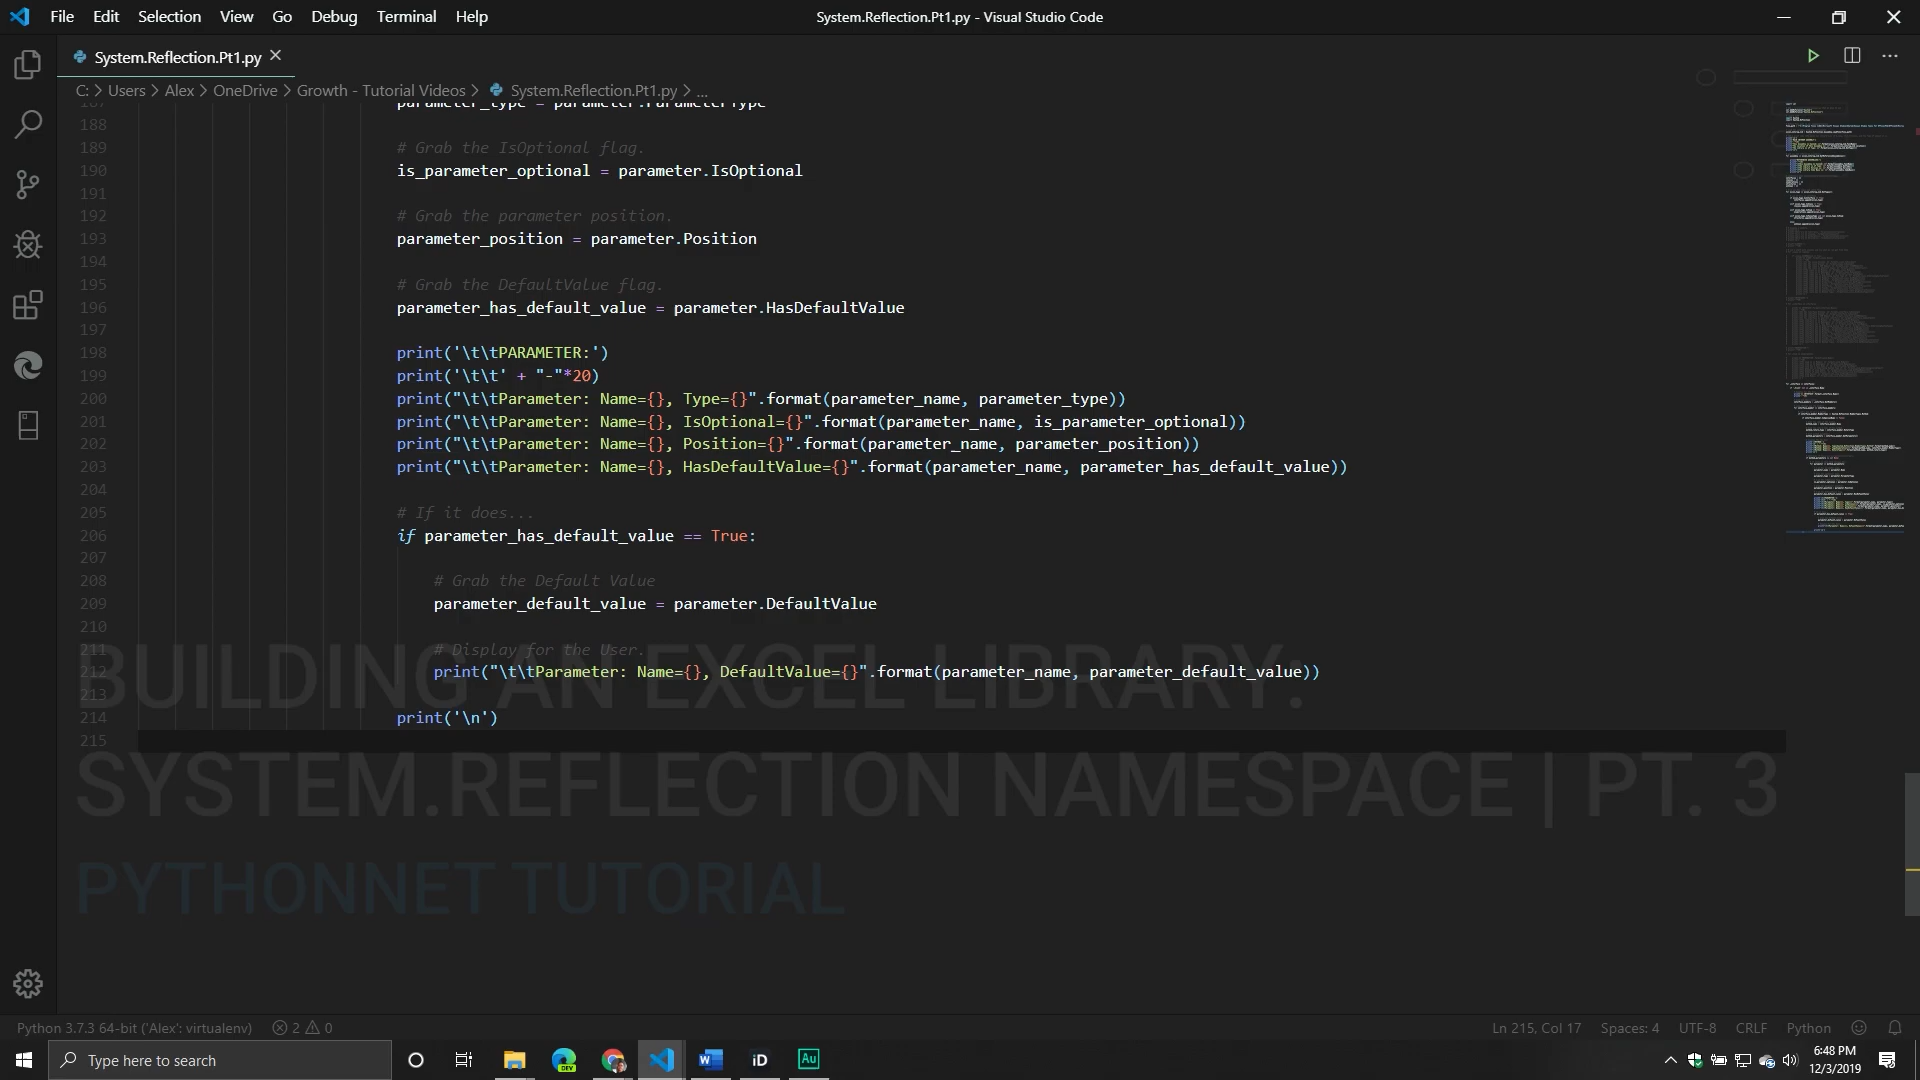 File Edit Selection View Go Debug Terminal Help
System.Reflection.Pt1.py - Visual Studio Code
System.Reflection.Pt1.py
C: > Users > Alex > OneDrive > Growth - Tutorial Videos > System.Reflection.Pt1.py > ...
187 parameter_type = parameter.ParameterType
188
189 # Grab the IsOptional flag.
190 is_parameter_optional = parameter.IsOptional
191
192 # Grab the parameter position.
193 parameter_position = parameter.Position
194
195 # Grab the DefaultValue flag.
196 parameter_has_default_value = parameter.HasDefaultValue
197
198 print('\t\tPARAMETER:')
199 print('\t\t' + "-"*20)
200 print("\t\tParameter: Name={}, Type={}".format(parameter_name, parameter_type))
201 print("\t\tParameter: Name={}, IsOptional={}".format(parameter_name, is_parameter_optional))
202 print("\t\tParameter: Name={}, Position={}".format(parameter_name, parameter_position))
203 print("\t\tParameter: Name={}, HasDefaultValue={}".format(parameter_name, parameter_has_default_value))
204
205 # If it does...
206 if parameter_has_default_value == True:
207
208 # Grab the Default Value
209 parameter_default_value = parameter.DefaultValue
210
211 # Display for the User.
212 print("\t\tParameter: Name={}, DefaultValue={}".format(parameter_name, parameter_default_value))
213
214 print('\n')
215
BUILDING AN EXCEL LIBRARY:
SYSTEM.REFLECTION NAMESPACE | PT. 3
PYTHONNET TUTORIAL
Python 3.7.3 64-bit ('Alex': virtualenv) 2 0
Ln 215, Col 17 Spaces: 4 UTF-8 CRLF Python
Type here to search
DEV
iD
Au
6:48 PM
12/3/2019